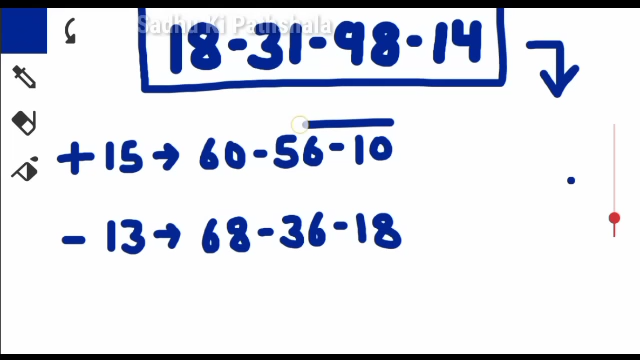 Sadhu Ki Pathshala
18-31-98-14
+ 15 → 60-56-10
- 13 → 68-36-18